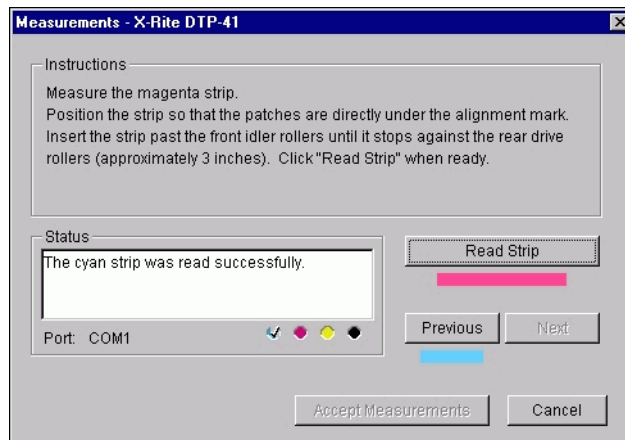 Measurements - X-Rite DTP-41
Instructions
Measure the magenta strip.
Position the strip so that the patches are directly under the alignment mark.
Insert the strip past the front idler rollers until it stops against the rear drive
rollers (approximately 3 inches).  Click "Read Strip" when ready.
Status
The cyan strip was read successfully.
Read Strip
Port:  COM1
Previous
Next
Accept Measurements
Cancel